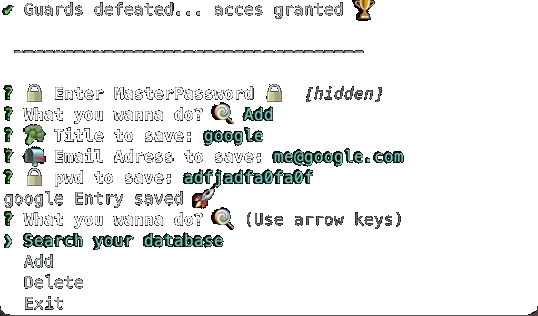 ✔ Guards defeated... acces granted 🏆
-----------------------------------
? 🔒 Enter MasterPassword 🔒 [hidden]
? What you wanna do? 🍭 Add
? 🥦 Title to save: google
? 📬 Email Adress to save: me@google.com
? 🔒 pwd to save: adfjadfa0fa0f
google Entry saved 🚀
? What you wanna do? 🍭 (Use arrow keys)
❯ Search your database
Add
Delete
Exit